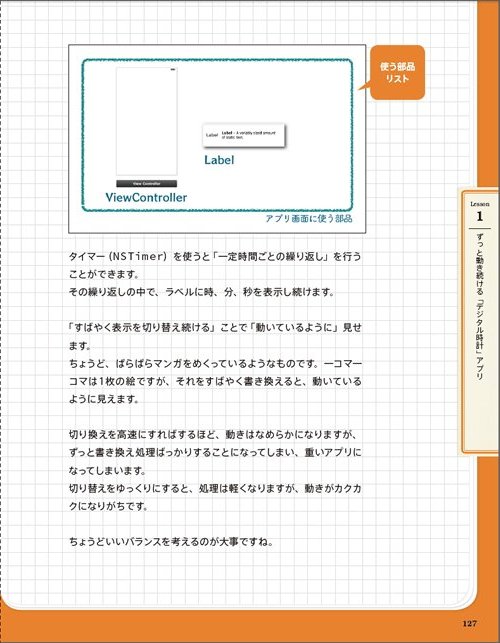 使う部品
リスト
Label
Label - A variably sized amount
of static text.
Label
View Controller
ViewController
アプリ画面に使う部品
タイマー(NSTimer)を使うと「一定時間ごとの繰り返し」を行う
ことができます。
その繰り返しの中で、ラベルに時、分、秒を表示し続けます。
「すばやく表示を切り替え続ける」ことで「動いているように」見せ
ます。
ちょうど、ぱらぱらマンガをめくっているようなものです。一コマ一
コマは1枚の絵ですが、それをすばやく書き換えると、動いている
ように見えます。
切り換えを高速にすればするほど、動きはなめらかになりますが、
ずっと書き換え処理ばっかりすることになってしまい、重いアプリに
なってしまいます。
切り替えをゆっくりにすると、処理は軽くなりますが、動きがカクカ
クになりがちです。
ちょうどいいバランスを考えるのが大事ですね。
Lesson
1
ずっと動き続ける「デジタル時計」アプリ
127